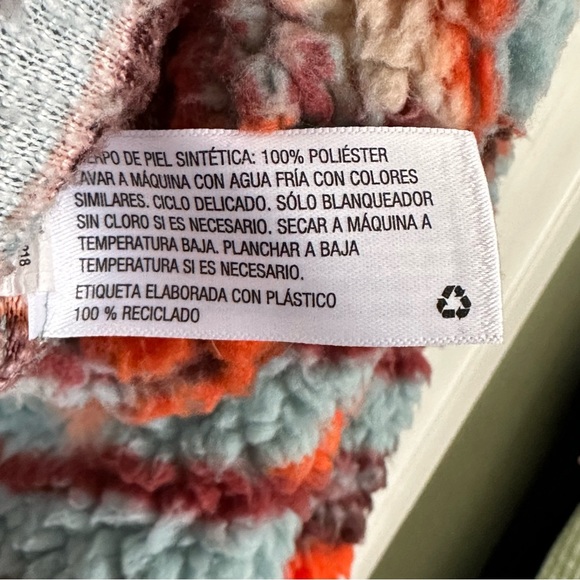 DE PIEL SINTÉTICA: 100% POLIÉSTER
A MÁQUINA CON AGUA FRÍA CON COLORES
SIMILARES. CICLO DELICADO. SÓLO BLANQUEADOR
SIN CLORO SI ES NECESARIO. SECAR A MÁQUINA A
TEMPERATURA BAJA. PLANCHAR A BAJA
TEMPERATURA SI ES NECESARIO.
ETIQUETA ELABORADA CON PLÁSTICO
100 % RECICLADO